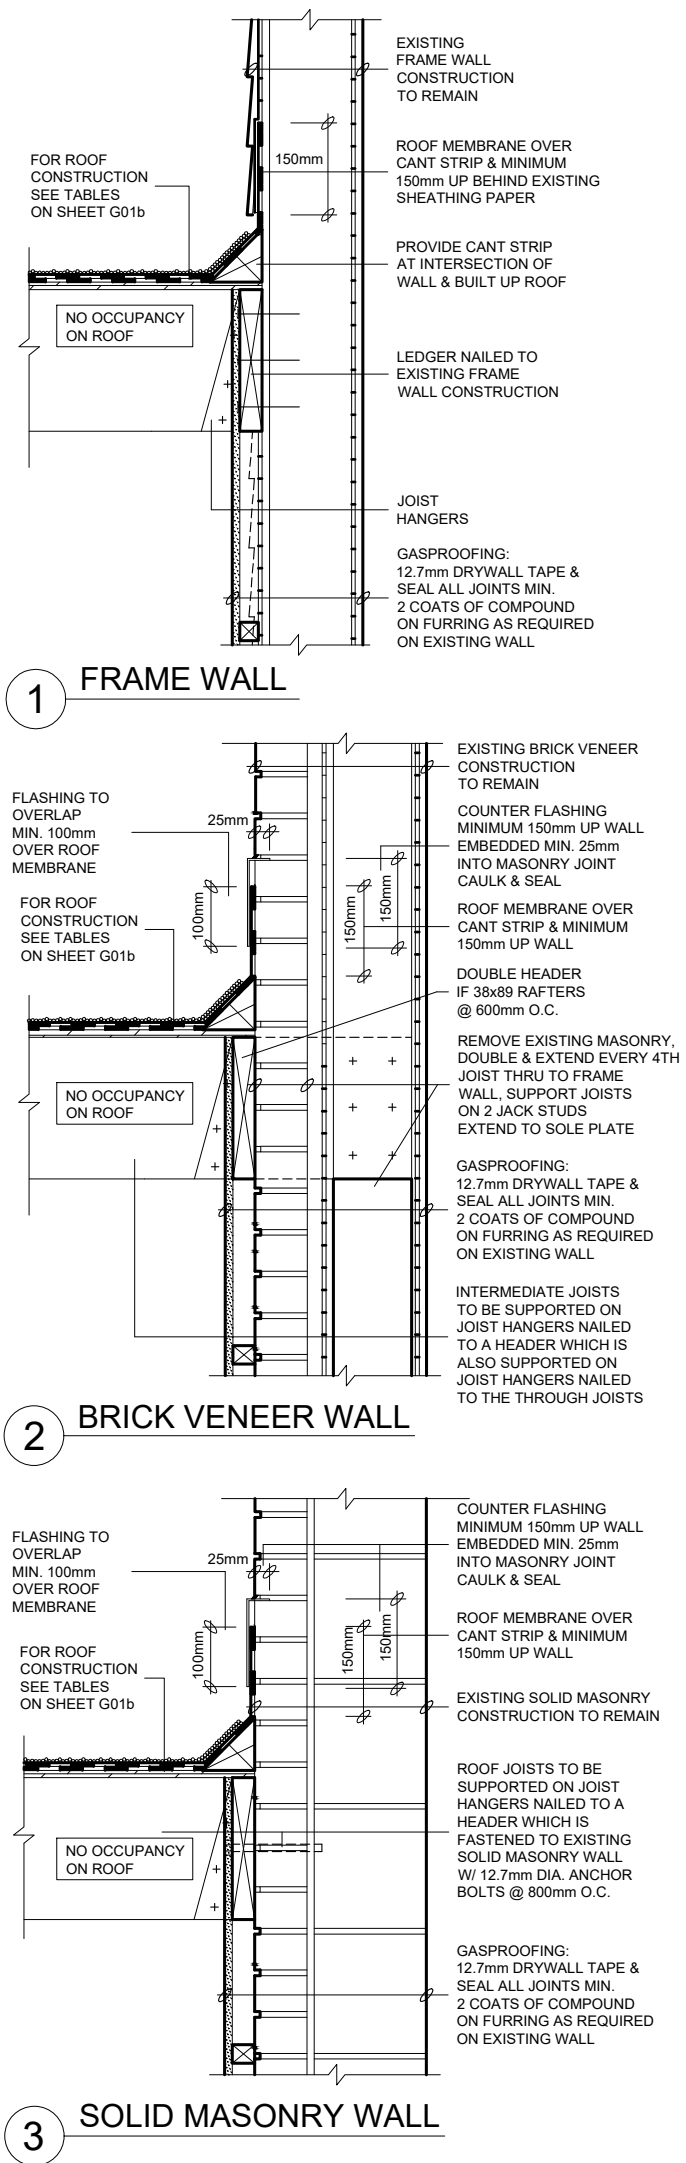 EXISTING
FRAME WALL
CONSTRUCTION
TO REMAIN
150mm
FOR ROOF
CONSTRUCTION
SEE TABLES
ON SHEET G01b
ROOF MEMBRANE OVER
CANT STRIP & MINIMUM
150mm UP BEHIND EXISTING
SHEATHING PAPER
PROVIDE CANT STRIP
AT INTERSECTION OF
WALL & BUILT UP ROOF
NO OCCUPANCY
ON ROOF
LEDGER NAILED TO
EXISTING FRAME
WALL CONSTRUCTION
JOIST
HANGERS
GASPROOFING:
12.7mm DRYWALL TAPE &
SEAL ALL JOINTS MIN.
2 COATS OF COMPOUND
ON FURRING AS REQUIRED
ON EXISTING WALL
1 FRAME WALL
EXISTING BRICK VENEER
CONSTRUCTION
TO REMAIN
FLASHING TO
OVERLAP
MIN. 100mm
OVER ROOF
MEMBRANE
25mm
COUNTER FLASHING
MINIMUM 150mm UP WALL
EMBEDDED MIN. 25mm
INTO MASONRY JOINT
CAULK & SEAL
FOR ROOF
CONSTRUCTION
SEE TABLES
ON SHEET G01b
100mm
150mm
150mm
ROOF MEMBRANE OVER
CANT STRIP & MINIMUM
150mm UP WALL
DOUBLE HEADER
IF 38x89 RAFTERS
@ 600mm O.C.
REMOVE EXISTING MASONRY,
DOUBLE & EXTEND EVERY 4TH
JOIST THRU TO FRAME
WALL, SUPPORT JOISTS
ON 2 JACK STUDS
EXTEND TO SOLE PLATE
NO OCCUPANCY
ON ROOF
GASPROOFING:
12.7mm DRYWALL TAPE &
SEAL ALL JOINTS MIN.
2 COATS OF COMPOUND
ON FURRING AS REQUIRED
ON EXISTING WALL
INTERMEDIATE JOISTS
TO BE SUPPORTED ON
JOIST HANGERS NAILED
TO A HEADER WHICH IS
ALSO SUPPORTED ON
JOIST HANGERS NAILED
TO THE THROUGH JOISTS
2 BRICK VENEER WALL
COUNTER FLASHING
MINIMUM 150mm UP WALL
EMBEDDED MIN. 25mm
INTO MASONRY JOINT
CAULK & SEAL
FLASHING TO
OVERLAP
MIN. 100mm
OVER ROOF
MEMBRANE
25mm
FOR ROOF
CONSTRUCTION
SEE TABLES
ON SHEET G01b
100mm
150mm
150mm
ROOF MEMBRANE OVER
CANT STRIP & MINIMUM
150mm UP WALL
EXISTING SOLID MASONRY
CONSTRUCTION TO REMAIN
NO OCCUPANCY
ON ROOF
ROOF JOISTS TO BE
SUPPORTED ON JOIST
HANGERS NAILED TO A
HEADER WHICH IS
FASTENED TO EXISTING
SOLID MASONRY WALL
W/ 12.7mm DIA. ANCHOR
BOLTS @ 800mm O.C.
GASPROOFING:
12.7mm DRYWALL TAPE &
SEAL ALL JOINTS MIN.
2 COATS OF COMPOUND
ON FURRING AS REQUIRED
ON EXISTING WALL
3 SOLID MASONRY WALL